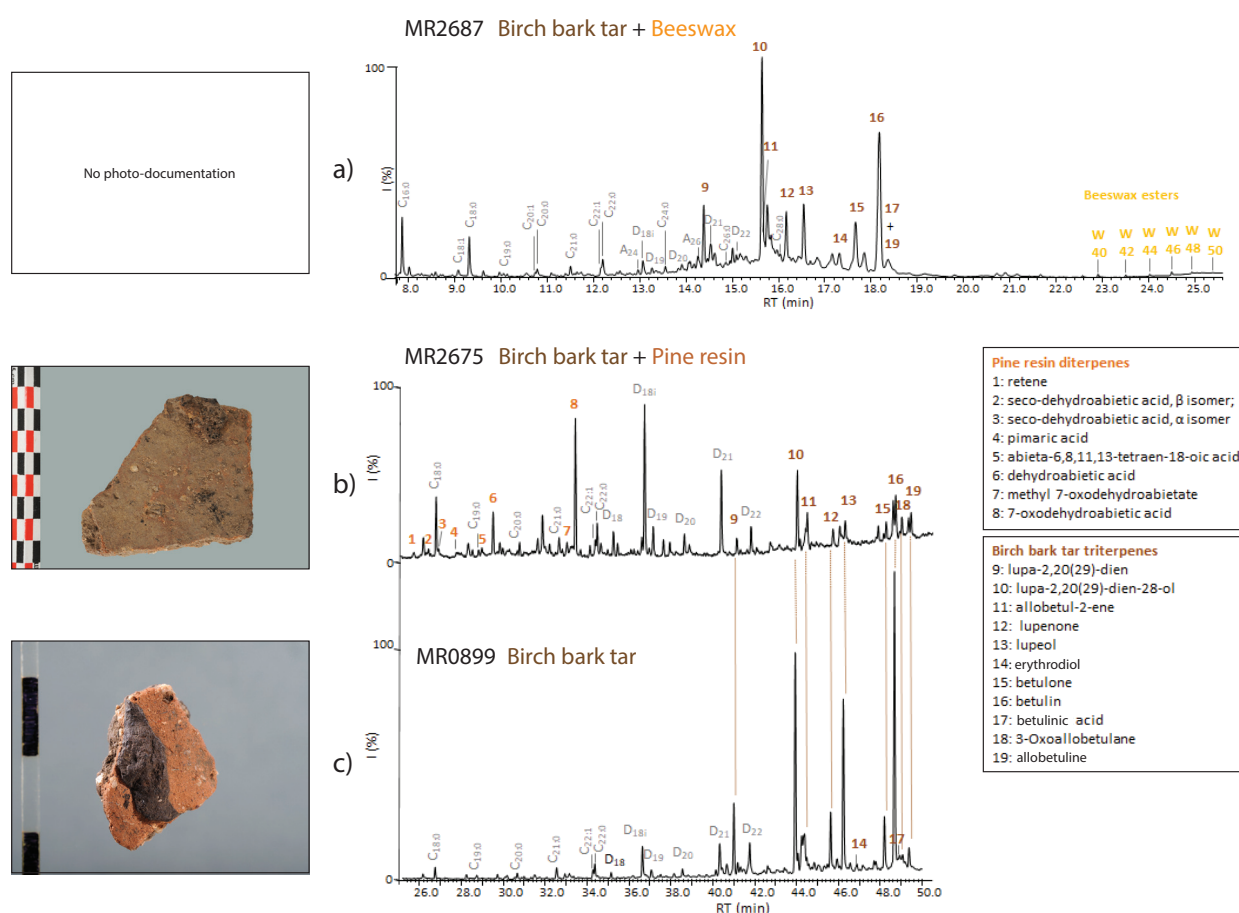 MR2687 Birch bark tar + Beeswax
No photo-documentation
a)
I (%)
100
0
C16:0
C18:1
C18:0
C19:0
C20:1
C20:0
C21:0
C22:1
C22:0
A24
D18i
D19
C24:0
D20
A26
9
D21
C26:0
D22
10
11
C28:0
12
13
14
15
16
17
+
19
Beeswax esters
W W W W W W
40 42 44 46 48 50
8.0 9.0 10.0 11.0 12.0 13.0 14.0 15.0 16.0 17.0 18.0 19.0 20.0 21.0 22.0 23.0 24.0 25.0
RT (min)
MR2675 Birch bark tar + Pine resin
b)
I (%)
100
0
1
2
C18:0
3
4
C19:0
5
6
C20:0
C21:0
7
8
C22:1
C22:0
D18
D18i
D19
D20
D21
9
D22
10
11
12
13
15
16
18
19
MR0899 Birch bark tar
c)
I (%)
100
0
C18:0
C19:0
C20:0
C21:0
C22:1
C22:0
D18
D18i
D19
D20
D21
D22
14
17
26.0 28.0 30.0 32.0 34.0 36.0 38.0 40.0 42.0 44.0 46.0 48.0 50.0
RT (min)
Pine resin diterpenes
1: retene
2: seco-dehydroabietic acid, β isomer;
3: seco-dehydroabietic acid, α isomer
4: pimaric acid
5: abieta-6,8,11,13-tetraen-18-oic acid
6: dehydroabietic acid
7: methyl 7-oxodehydroabietate
8: 7-oxodehydroabietic acid
Birch bark tar triterpenes
9: lupa-2,20(29)-dien
10: lupa-2,20(29)-dien-28-ol
11: allobetul-2-ene
12: lupenone
13: lupeol
14: erythrodiol
15: betulone
16: betulin
17: betulinic acid
18: 3-Oxoallobetulane
19: allobetuline